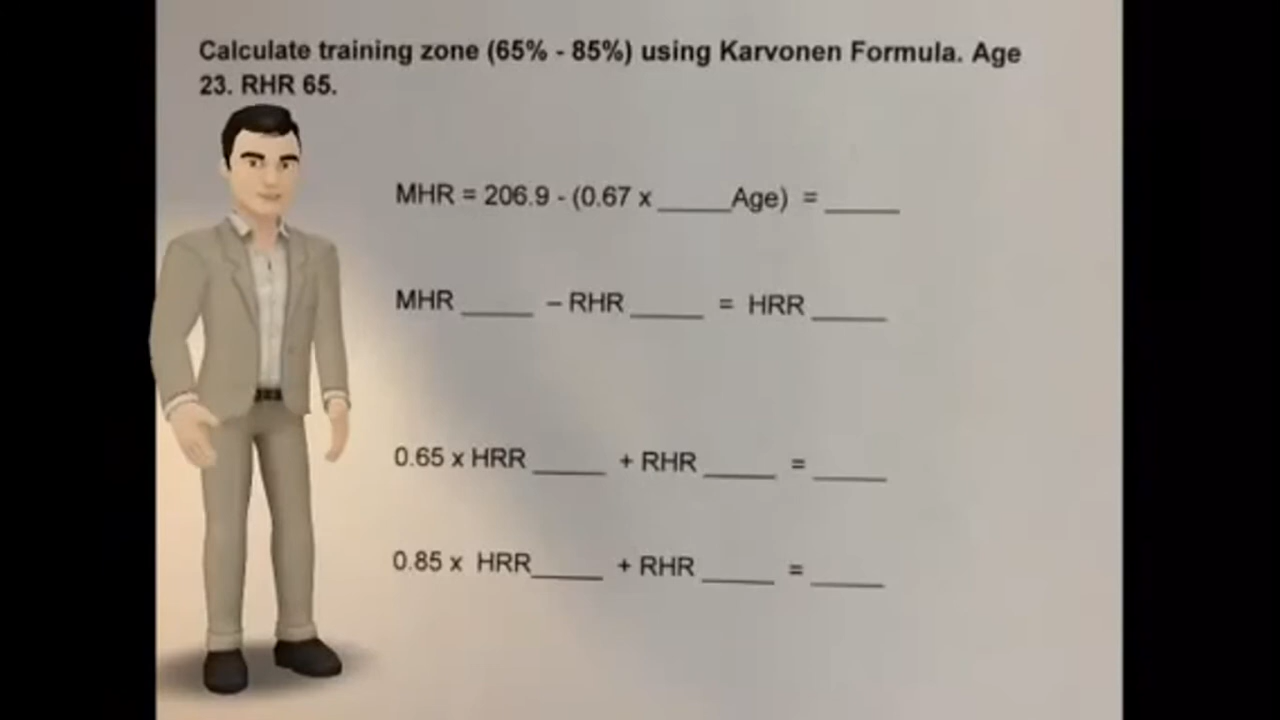 Calculate training zone (65% - 85%) using Karvonen Formula. Age
23. RHR 65.
MHR = 206.9 - (0.67 x _____Age) = _____
MHR _____ – RHR _____ = HRR _____
0.65 x HRR _____ + RHR _____ = _____
0.85 x HRR_____ + RHR _____ = _____